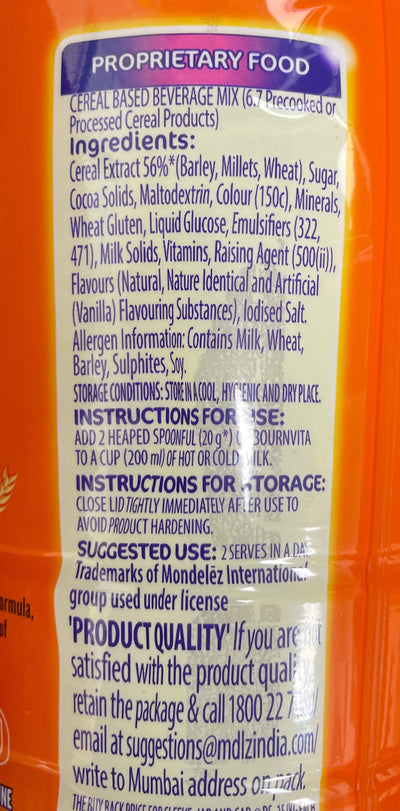 PROPRIETARY FOOD
CEREAL BASED BEVERAGE MIX (6.7 Precooked or
Processed Cereal Products)
Ingredients:
Cereal Extract 56%*(Barley, Millets, Wheat), Sugar,
Cocoa Solids, Maltodextrin, Colour (150c), Minerals,
Wheat Gluten, Liquid Glucose, Emulsifiers (322,
471), Milk Solids, Vitamins, Raising Agent (500(ii)),
Flavours (Natural, Nature Identical and Artificial
(Vanilla) Flavouring Substances), Iodised Salt.
Allergen Information: Contains Milk, Wheat,
Barley, Sulphites, Soy.
STORAGE CONDITIONS: STORE IN A COOL, HYGIENIC AND DRY PLACE.
INSTRUCTIONS FOR USE:
ADD 2 HEAPED SPOONFUL (20 g*) OF BOURNVITA
TO A CUP (200 ml) OF HOT OR COLD MILK.
INSTRUCTIONS FOR STORAGE:
CLOSE LID TIGHTLY IMMEDIATELY AFTER USE TO
AVOID PRODUCT HARDENING.
SUGGESTED USE: 2 SERVES IN A DAY
Trademarks of Mondelēz International
group used under license
'PRODUCT QUALITY' If you are not
satisfied with the product quality,
retain the package & call 1800 22 7
email at suggestions@mdlzindia.com/
write to Mumbai address on pack.
ormula,
of
NE